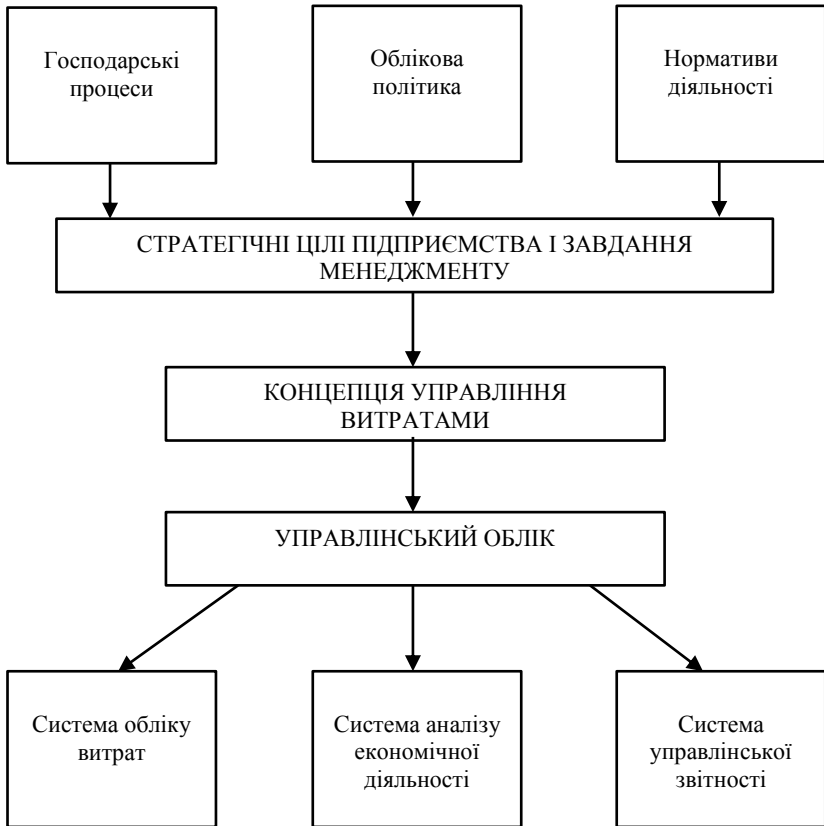 Господарські
процеси
Облікова
політика
Нормативи
діяльності
СТРАТЕГІЧНІ ЦІЛІ ПІДПРИЄМСТВА І ЗАВДАННЯ
МЕНЕДЖМЕНТУ
КОНЦЕПЦІЯ УПРАВЛІННЯ
ВИТРАТАМИ
УПРАВЛІНСЬКИЙ ОБЛІК
Система обліку
витрат
Система аналізу
економічної
діяльності
Система
управлінської
звітності